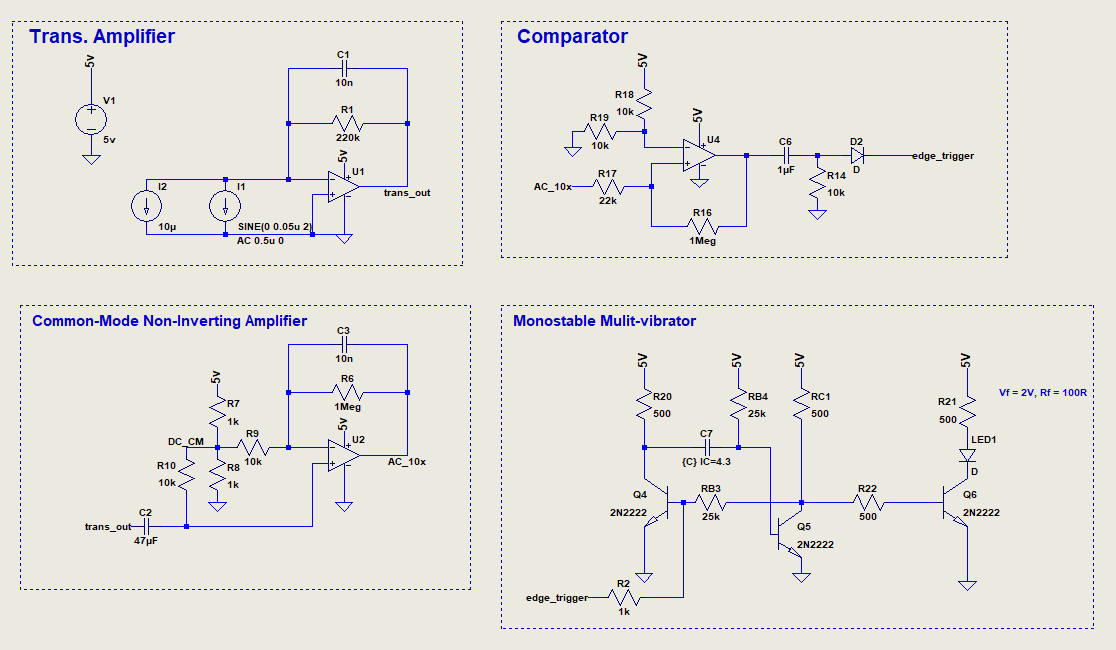 Trans. Amplifier
5v
V1
5v
C1
10n
R1
220k
5V
U1
trans_out
I2
10µ
I1
SINE(0 0.05u 2)
AC 0.5u 0
Comparator
5V
R18
10k
R19
10k
5V
U4
AC_10x
R17
22k
R16
1Meg
C6
1µF
D2
D
R14
10k
edge_trigger
Common-Mode Non-Inverting Amplifier
C3
10n
R6
1Meg
5V
R7
1k
5V
U2
DC_CM
R9
10k
R10
10k
R8
1k
AC_10x
trans_out
C2
47µF
Monostable Mulit-vibrator
5V
5V
5V
5V
R20
500
RB4
25k
RC1
500
R21
500
Vf = 2V, Rf = 100R
LED1
D
C7
{C} IC=4.3
Q4
2N2222
RB3
25k
R22
500
Q6
2N2222
Q5
2N2222
edge_trigger
R2
1k